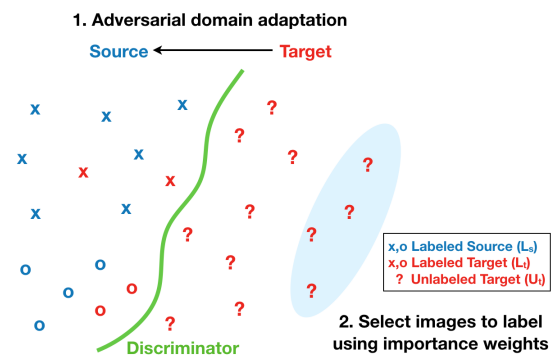 1. Adversarial domain adaptation
Source Target
x x x ?
?
x x ? ?
x x
x x ? ?
? ?
o o ?
o o ?
o o ? ? ?
Discriminator
x,o Labeled Source (Lₛ)
x,o Labeled Target (Lₜ)
? Unlabeled Target (Uₜ)
2. Select images to label
using importance weights